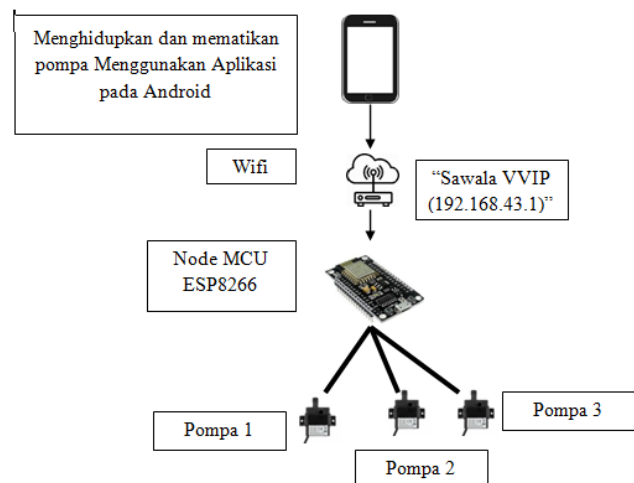 Menghidupkan dan mematikan
pompa Menggunakan Aplikasi
pada Android
Wifi
“Sawala VVIP
(192.168.43.1)”
Node MCU
ESP8266
Pompa 1
Pompa 2
Pompa 3